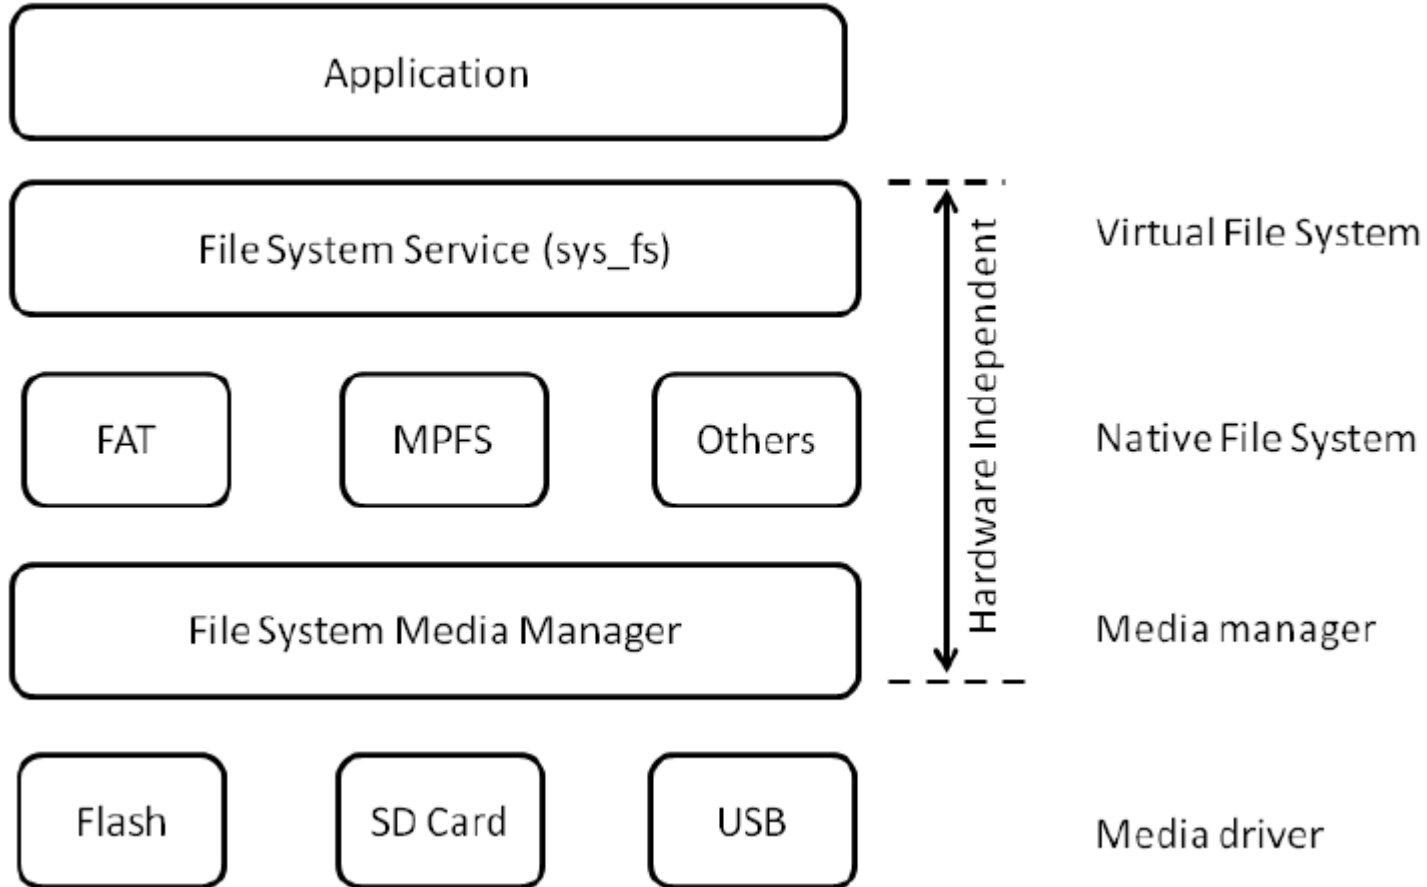 Application
File System Service (sys_fs)
Virtual File System
FAT
MPFS
Others
Native File System
Hardware Independent
File System Media Manager
Media manager
Flash
SD Card
USB
Media driver